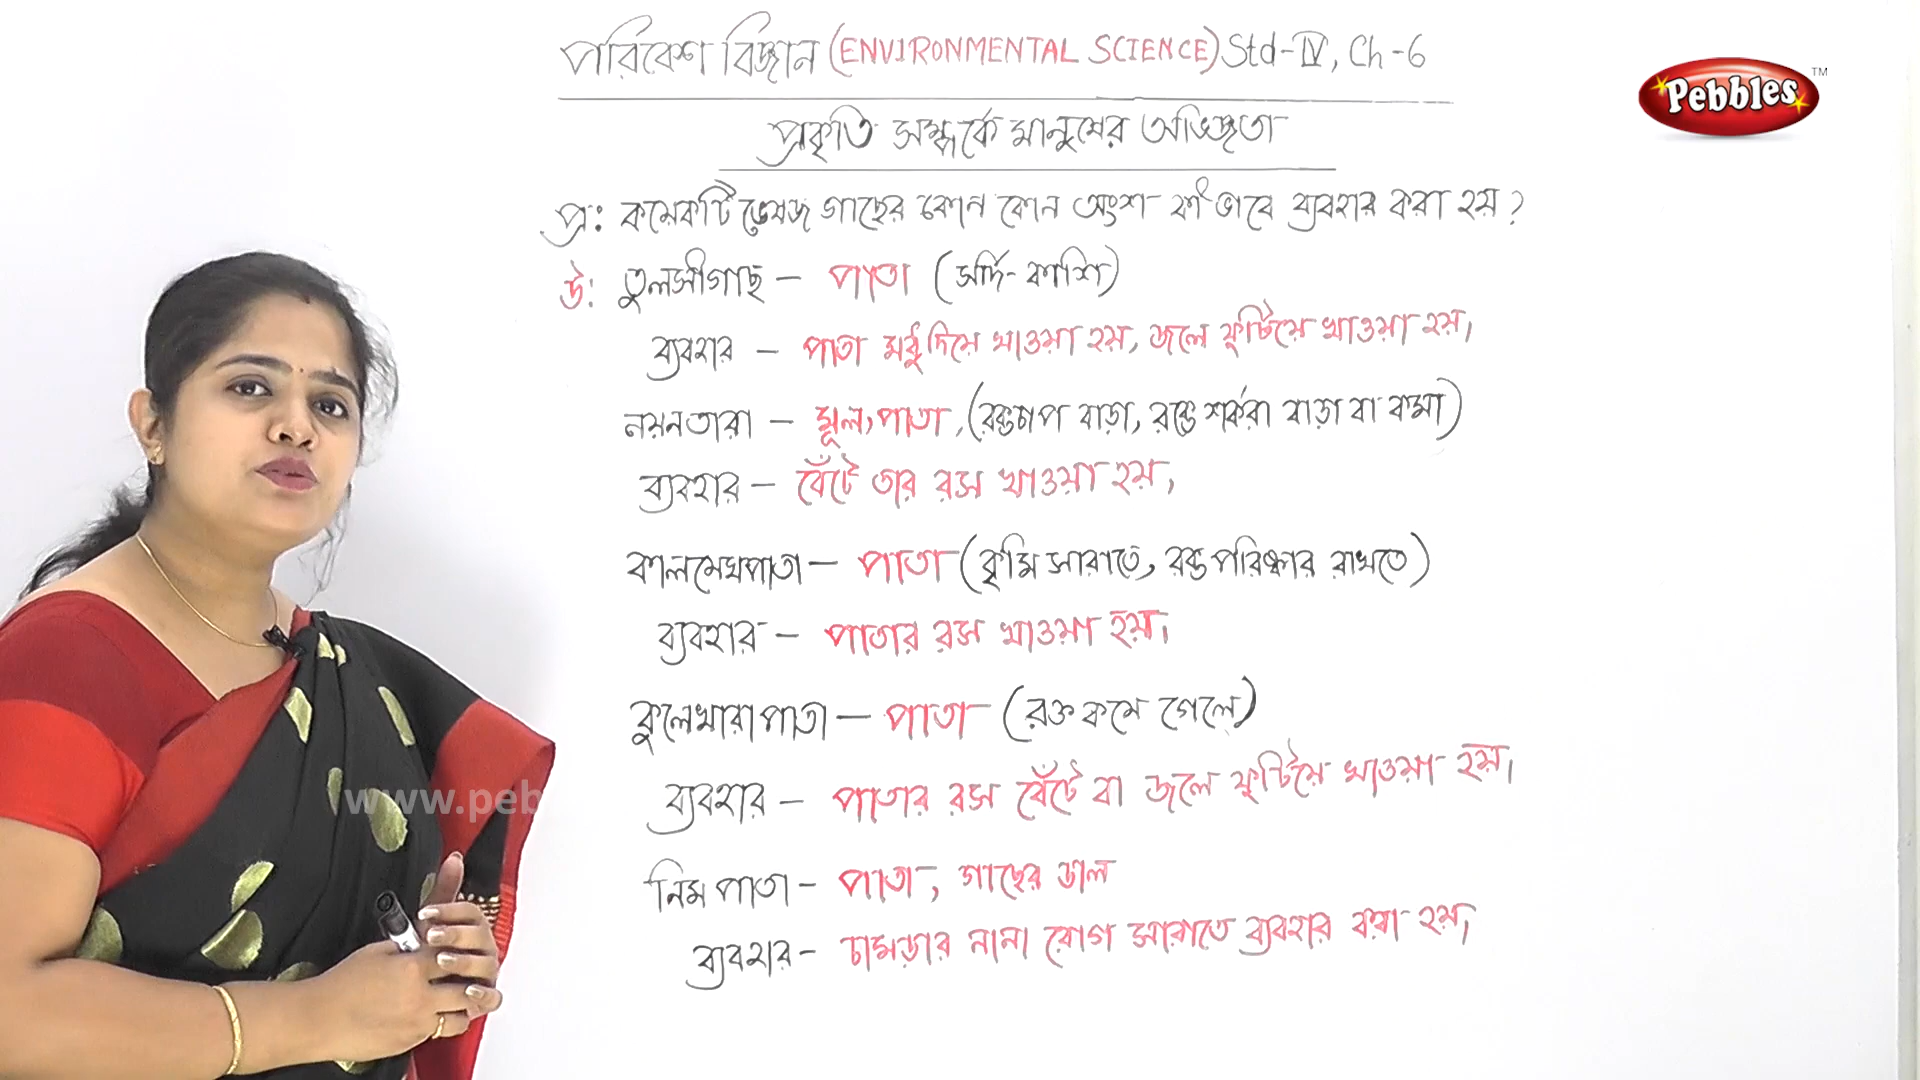 পরিবেশ বিজ্ঞান (ENVIRONMENTAL SCIENCE) Std-IV, Ch-6
Pebbles TM
প্রকৃতি সম্পর্কে মানুষের অভিজ্ঞতা
প্র: কয়েকটি ভেষজ গাছের কোন কোন অংশ কীভাবে ব্যবহার করা হয়?
উ: তুলসীগাছ – পাতা (সর্দি-কাশি)
ব্যবহার – পাতা মধু দিয়ে খাওয়া হয়, জলে ফুটিয়ে খাওয়া হয়।
নয়নতারা – মূল, পাতা, (রক্তচাপ বাড়া, রক্তে শর্করা বাড়া বা কমা)
ব্যবহার – বেঁটে তার রস খাওয়া হয়,
কালমেঘপাতা – পাতা (কৃমি সারাতে, রক্ত পরিষ্কার রাখতে)
ব্যবহার – পাতার রস খাওয়া হয়।
কুলেখারা পাতা – পাতা (রক্ত কমে গেলে)
ব্যবহার – পাতার রস বেঁটে বা জলে ফুটিয়ে খাওয়া হয়।
www.peb
নিম পাতা – পাতা, গাছের ডাল
ব্যবহার – চামড়ার নানা রোগ সারাতে ব্যবহার করা হয়,